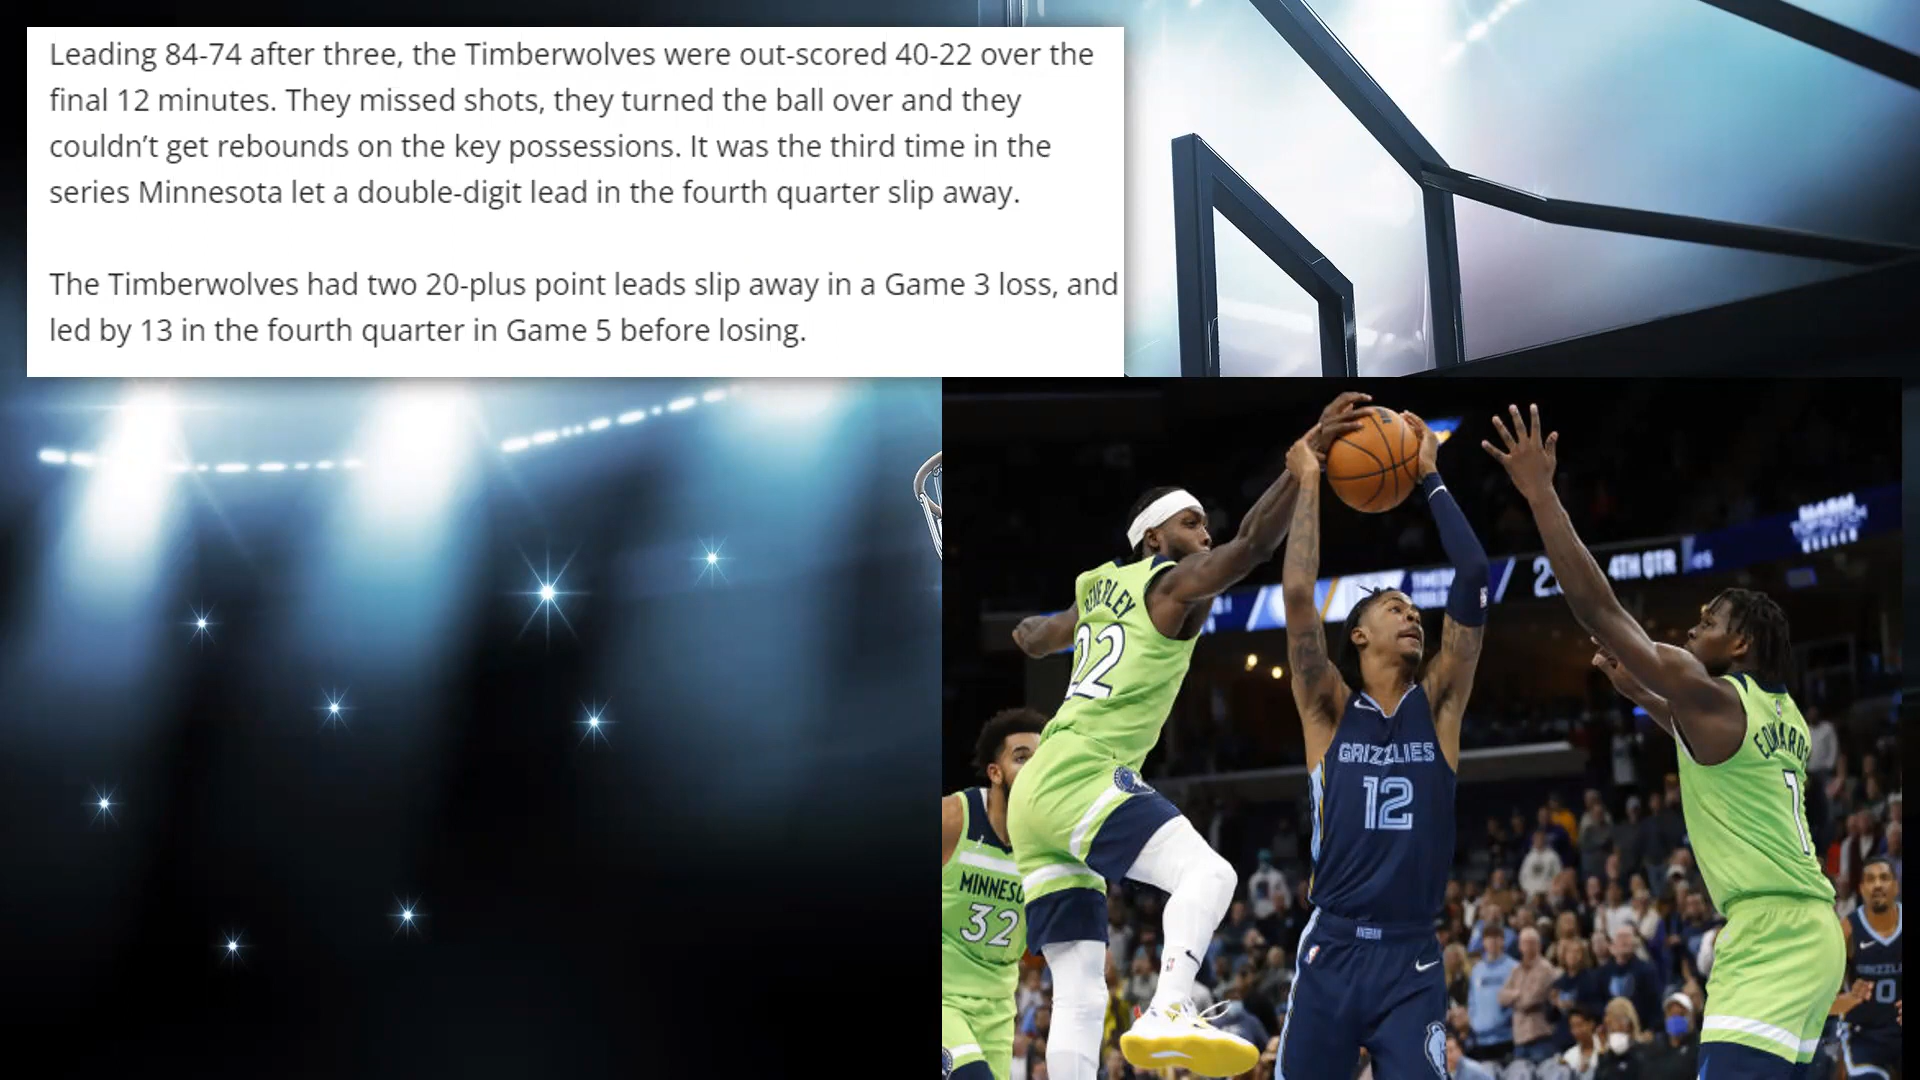 Leading 84-74 after three, the Timberwolves were out-scored 40-22 over the
final 12 minutes. They missed shots, they turned the ball over and they
couldn’t get rebounds on the key possessions. It was the third time in the
series Minnesota let a double-digit lead in the fourth quarter slip away.
The Timberwolves had two 20-plus point leads slip away in a Game 3 loss, and
led by 13 in the fourth quarter in Game 5 before losing.
4TH QTR
22
GRIZZLIES
12
1
32